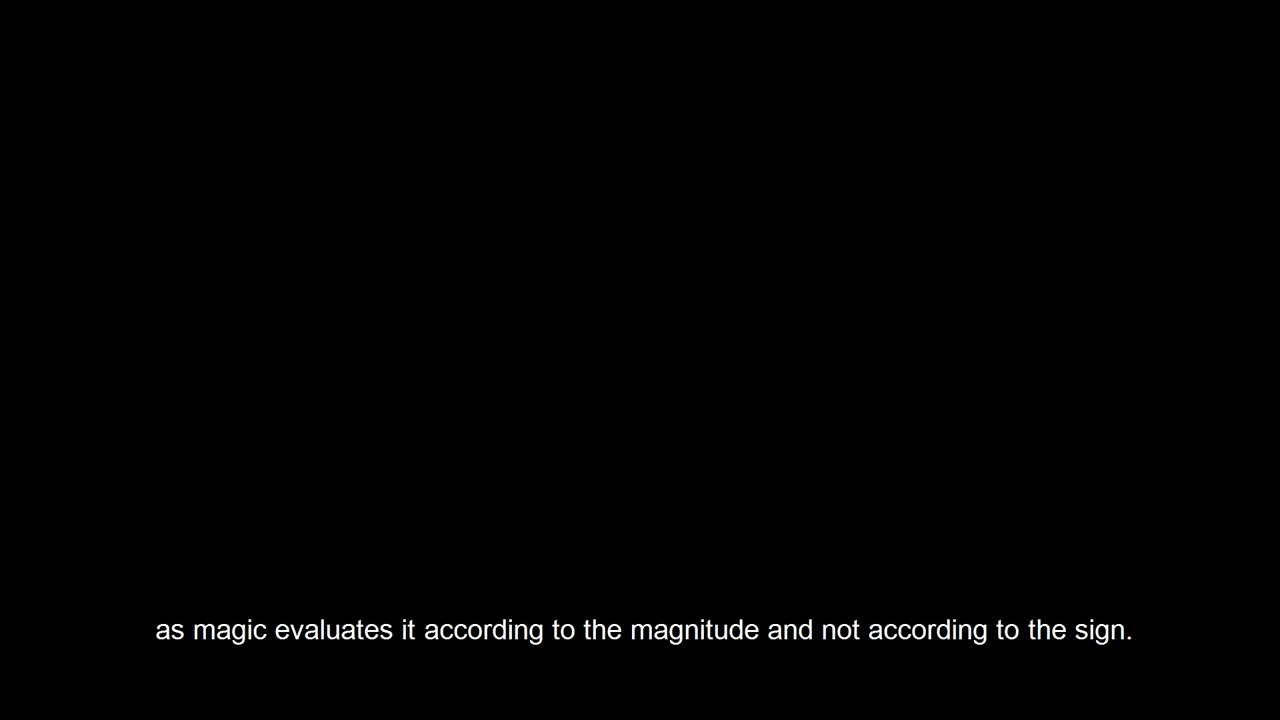 as magic evaluates it according to the magnitude and not according to the sign.